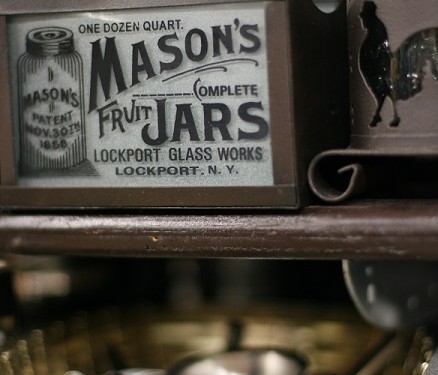 ONE DOZEN QUART.
MASON'S
COMPLETE
FRUIT JARS
LOCKPORT GLASS WORKS
LOCKPORT. N. Y.
MASON'S
PATENT
NOV. 30TH
1858